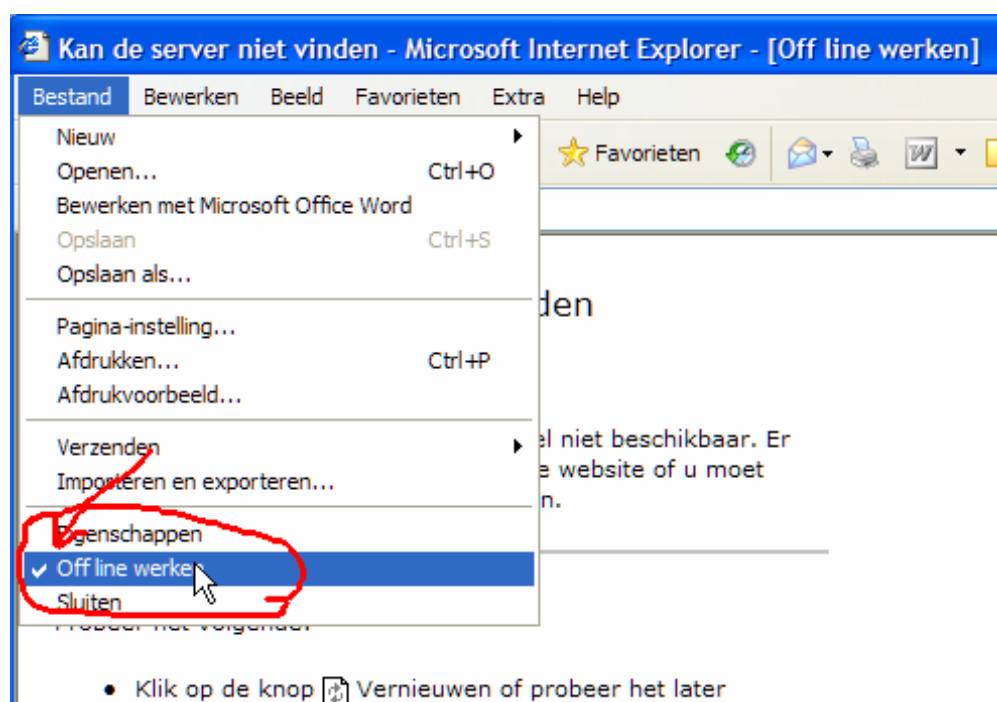 Kan de server niet vinden - Microsoft Internet Explorer - [Off line werken]
Bestand Bewerken Beeld Favorieten Extra Help
Favorieten
Nieuw
Openen... Ctrl+O
Bewerken met Microsoft Office Word
Opslaan Ctrl+S
Opslaan als...
den
Pagina-instelling...
Afdrukken... Ctrl+P
Afdrukvoorbeeld...
Verzenden
el niet beschikbaar. Er
Importeren en exporteren...
e website of u moet
n.
Eigenschappen
Off line werken
Sluiten
Probeer het volgende:
Klik op de knop Vernieuwen of probeer het later